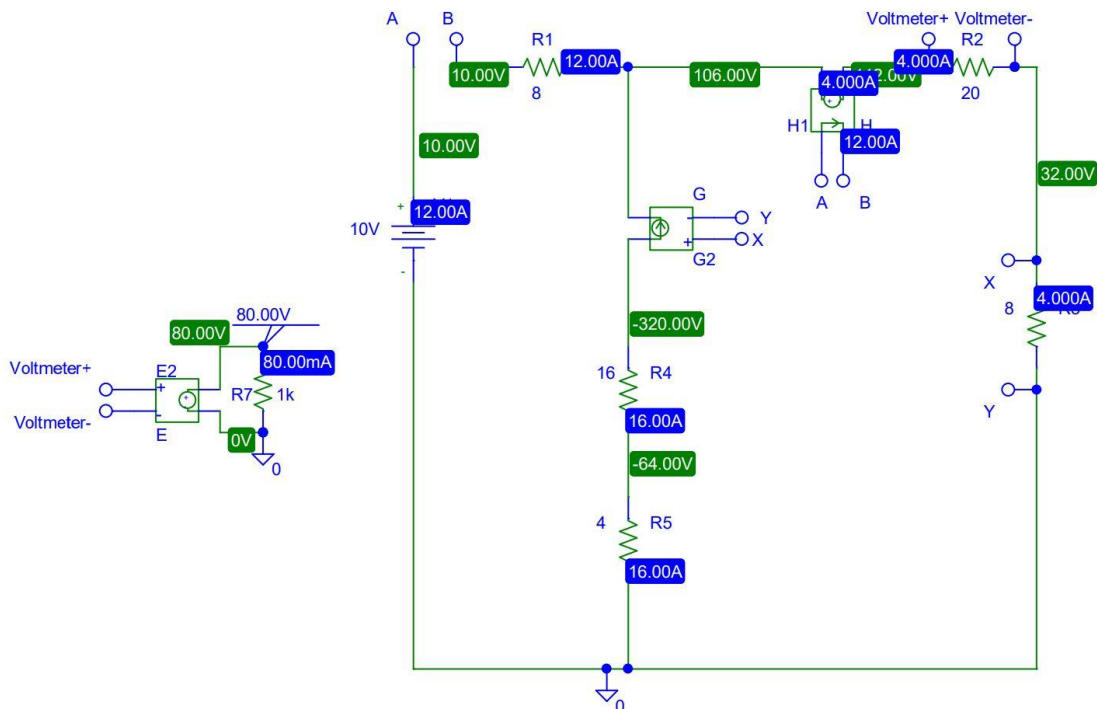 A B R1 Voltmeter+ Voltmeter- R2
10.00V 12.00A 106.00V 4.000A
8 4.000A 20
H1 H
12.00A
10.00V
32.00V
A B
+ 12.00A
10V
-
G
- Y
+ X
G2
X
8 4.000A
80.00V
80.00V
-320.00V
80.00mA
Voltmeter+ E2
+
R7 1k
16 R4
Y
Voltmeter- -
E 0V
16.00A
0
-64.00V
4 R5
16.00A
0